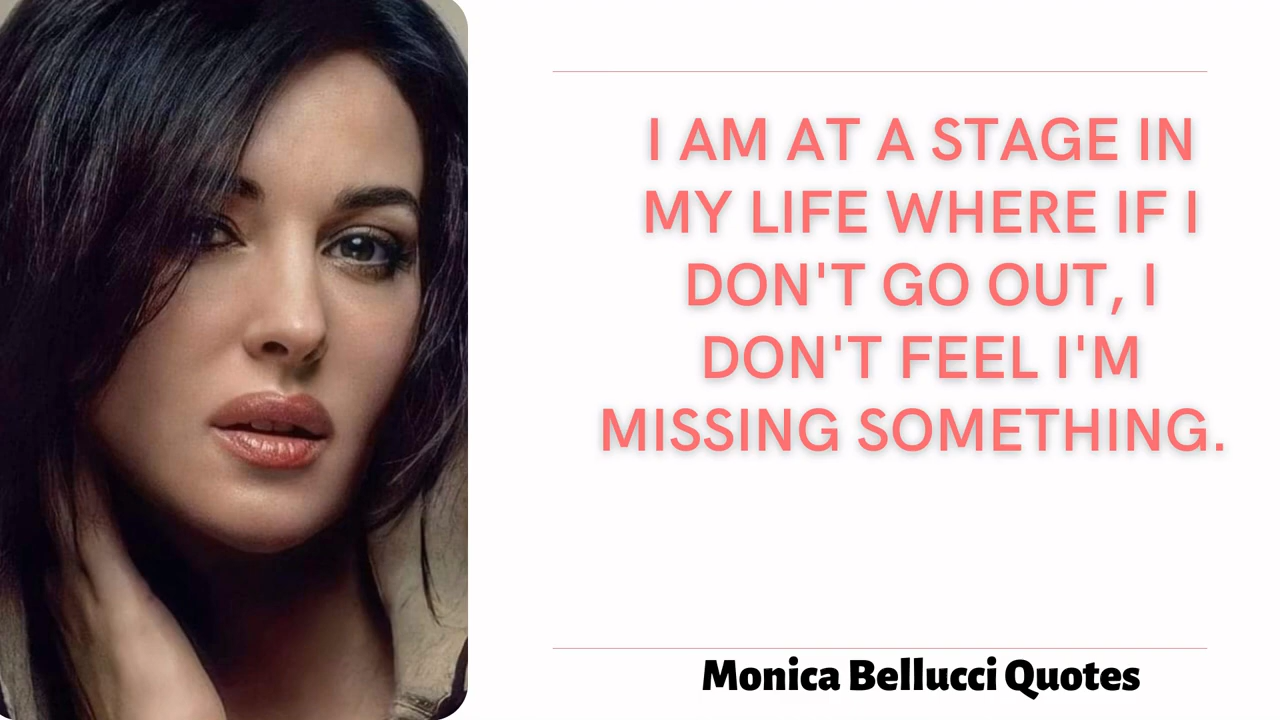 I AM AT A STAGE IN
MY LIFE WHERE IF I
DON'T GO OUT, I
DON'T FEEL I'M
MISSING SOMETHING.
Monica Bellucci Quotes